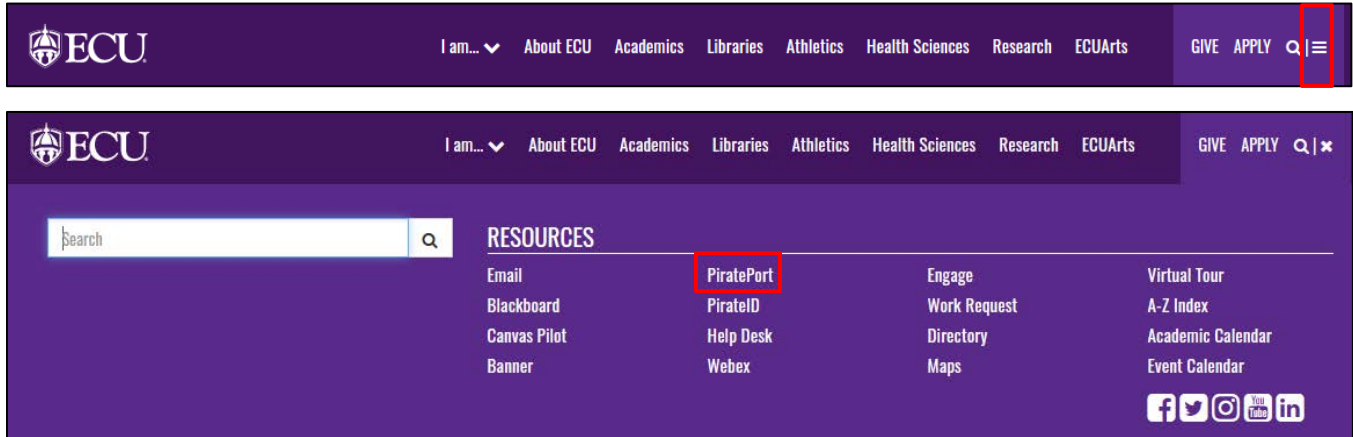 ECU I am... About ECU Academics Libraries Athletics Health Sciences Research ECUArts GIVE APPLY
ECU I am... About ECU Academics Libraries Athletics Health Sciences Research ECUArts GIVE APPLY
Search RESOURCES
Email PiratePort Engage Virtual Tour
Blackboard PirateID Work Request A-Z Index
Canvas Pilot Help Desk Directory Academic Calendar
Banner Webex Maps Event Calendar
You Tube in